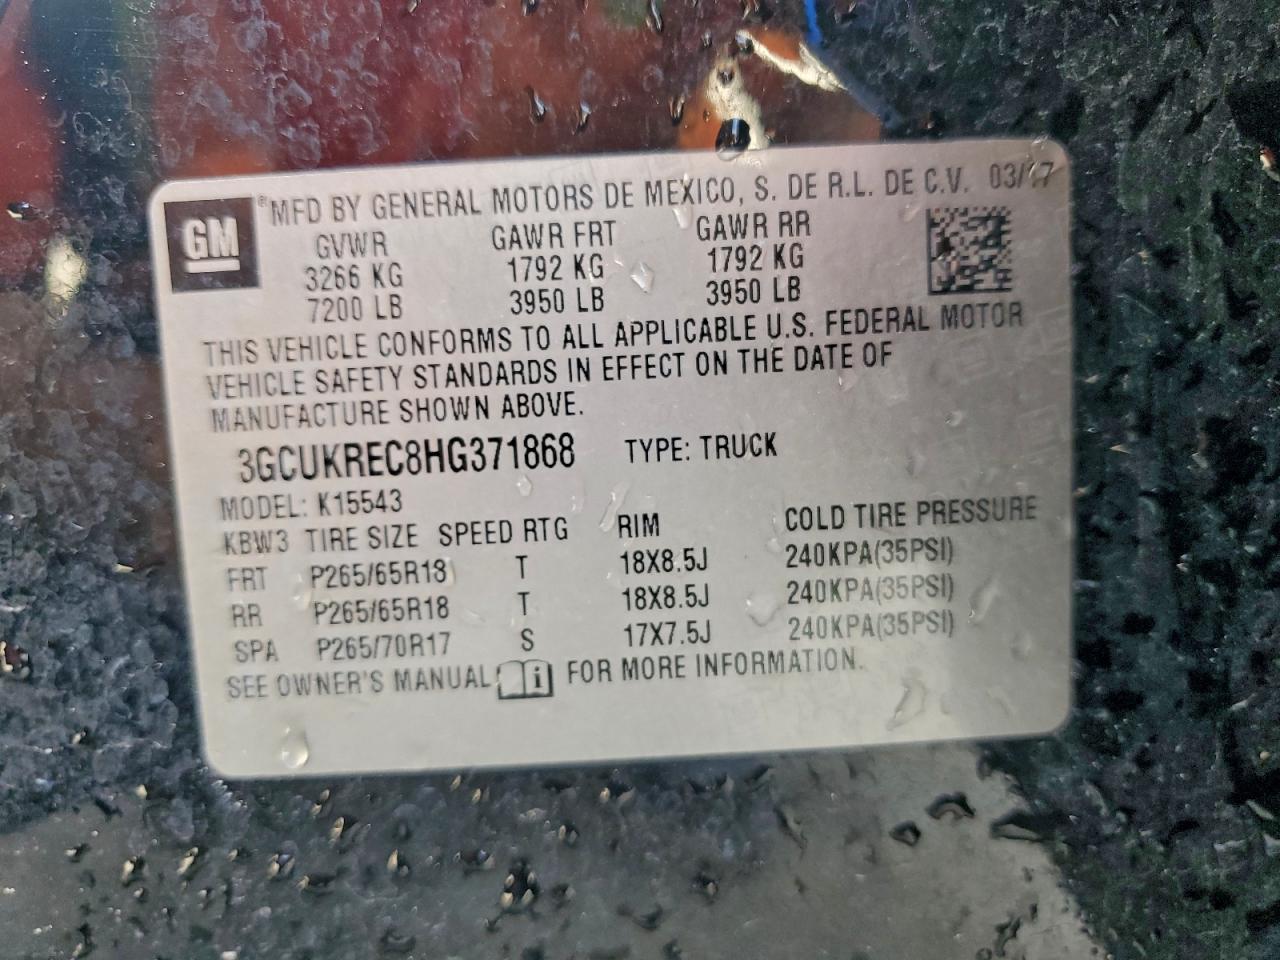 GM ® MFD BY GENERAL MOTORS DE MEXICO, S. DE R.L. DE C.V. 03/17
GVWR GAWR FRT GAWR RR
3266 KG 1792 KG 1792 KG
7200 LB 3950 LB 3950 LB
THIS VEHICLE CONFORMS TO ALL APPLICABLE U.S. FEDERAL MOTOR
VEHICLE SAFETY STANDARDS IN EFFECT ON THE DATE OF
MANUFACTURE SHOWN ABOVE.
3GCUKREC8HG371868 TYPE: TRUCK
MODEL: K15543
KBW3 TIRE SIZE SPEED RTG RIM COLD TIRE PRESSURE
FRT P265/65R18 T 18X8.5J 240KPA(35PSI)
RR P265/65R18 T 18X8.5J 240KPA(35PSI)
SPA P265/70R17 S 17X7.5J 240KPA(35PSI)
SEE OWNER'S MANUAL i FOR MORE INFORMATION.